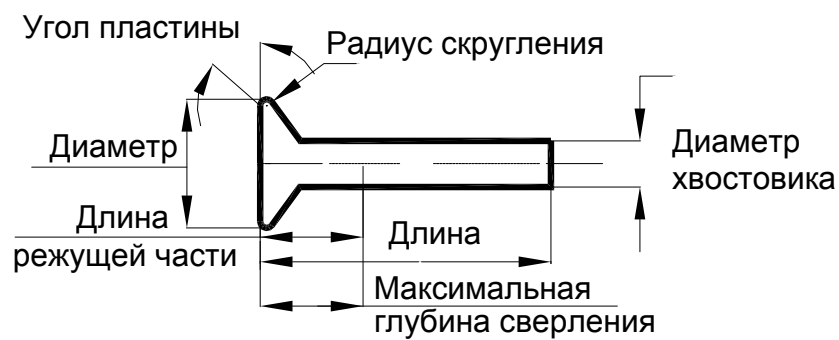 Угол пластины
Радиус скругления
Диаметр
Диаметр
хвостовика
Длина
режущей части
Длина
Максимальная
глубина сверления